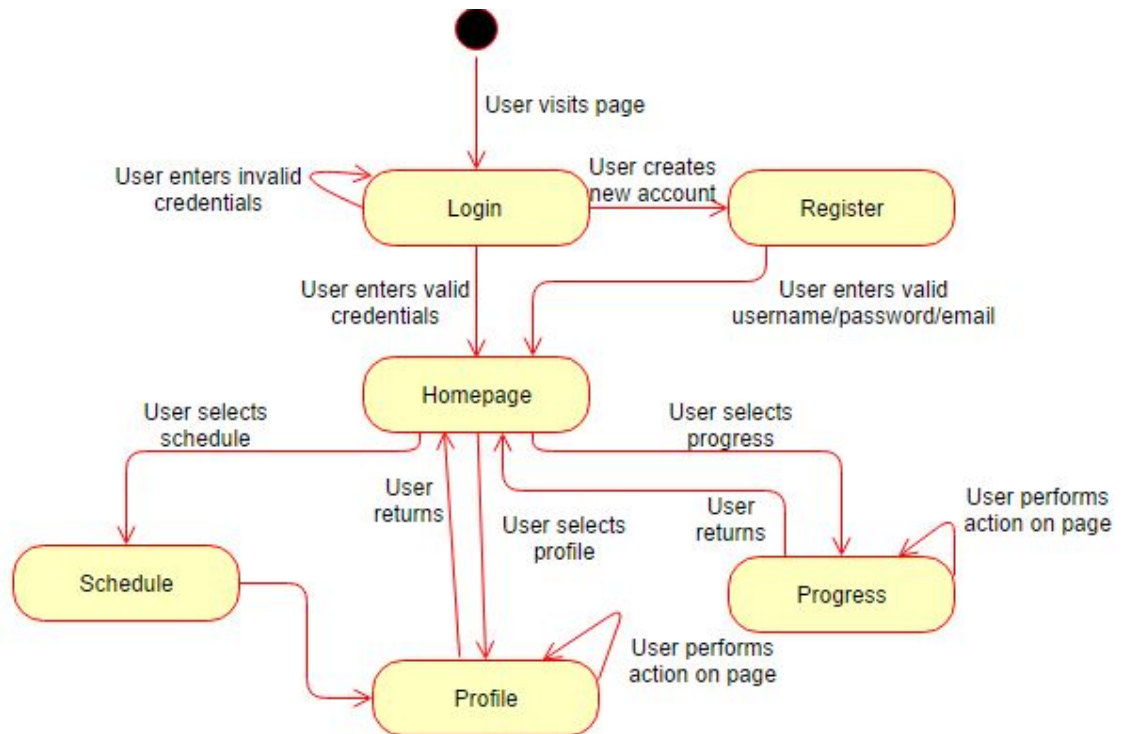 User visits page
User enters invalid
credentials
Login
User creates
new account
Register
User enters valid
credentials
User enters valid
username/password/email
Homepage
User selects
schedule
User selects
progress
User
returns
User selects
profile
User
returns
User performs
action on page
Schedule
Progress
User performs
action on page
Profile